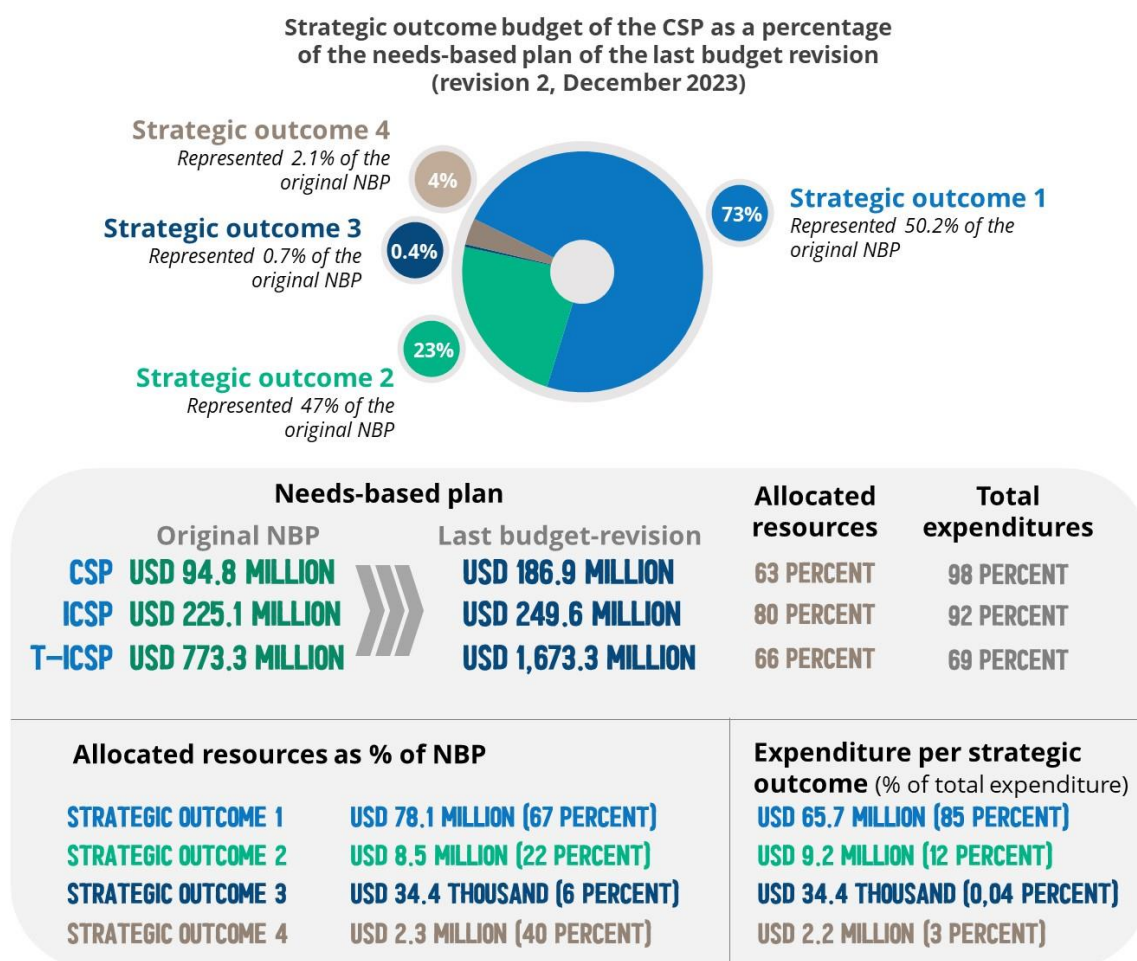 Strategic outcome budget of the CSP as a percentage
of the needs-based plan of the last budget revision
(revision 2, December 2023)
Strategic outcome 4
Represented 2.1% of the
original NBP
4%
Strategic outcome 3
Represented 0.7% of the
original NBP
0.4%
Strategic outcome 2
Represented 47% of the
original NBP
23%
73%
Strategic outcome 1
Represented 50.2% of the
original NBP
Needs-based plan
Original NBP
Last budget-revision
Allocated
resources
Total
expenditures
CSP USD 94.8 MILLION USD 186.9 MILLION 63 PERCENT 98 PERCENT
ICSP USD 225.1 MILLION USD 249.6 MILLION 80 PERCENT 92 PERCENT
T-ICSP USD 773.3 MILLION USD 1,673.3 MILLION 66 PERCENT 69 PERCENT
Allocated resources as % of NBP
STRATEGIC OUTCOME 1 USD 78.1 MILLION (67 PERCENT)
STRATEGIC OUTCOME 2 USD 8.5 MILLION (22 PERCENT)
STRATEGIC OUTCOME 3 USD 34.4 THOUSAND (6 PERCENT)
STRATEGIC OUTCOME 4 USD 2.3 MILLION (40 PERCENT)
Expenditure per strategic
outcome (% of total expenditure)
USD 65.7 MILLION (85 PERCENT)
USD 9.2 MILLION (12 PERCENT)
USD 34.4 THOUSAND (0,04 PERCENT)
USD 2.2 MILLION (3 PERCENT)